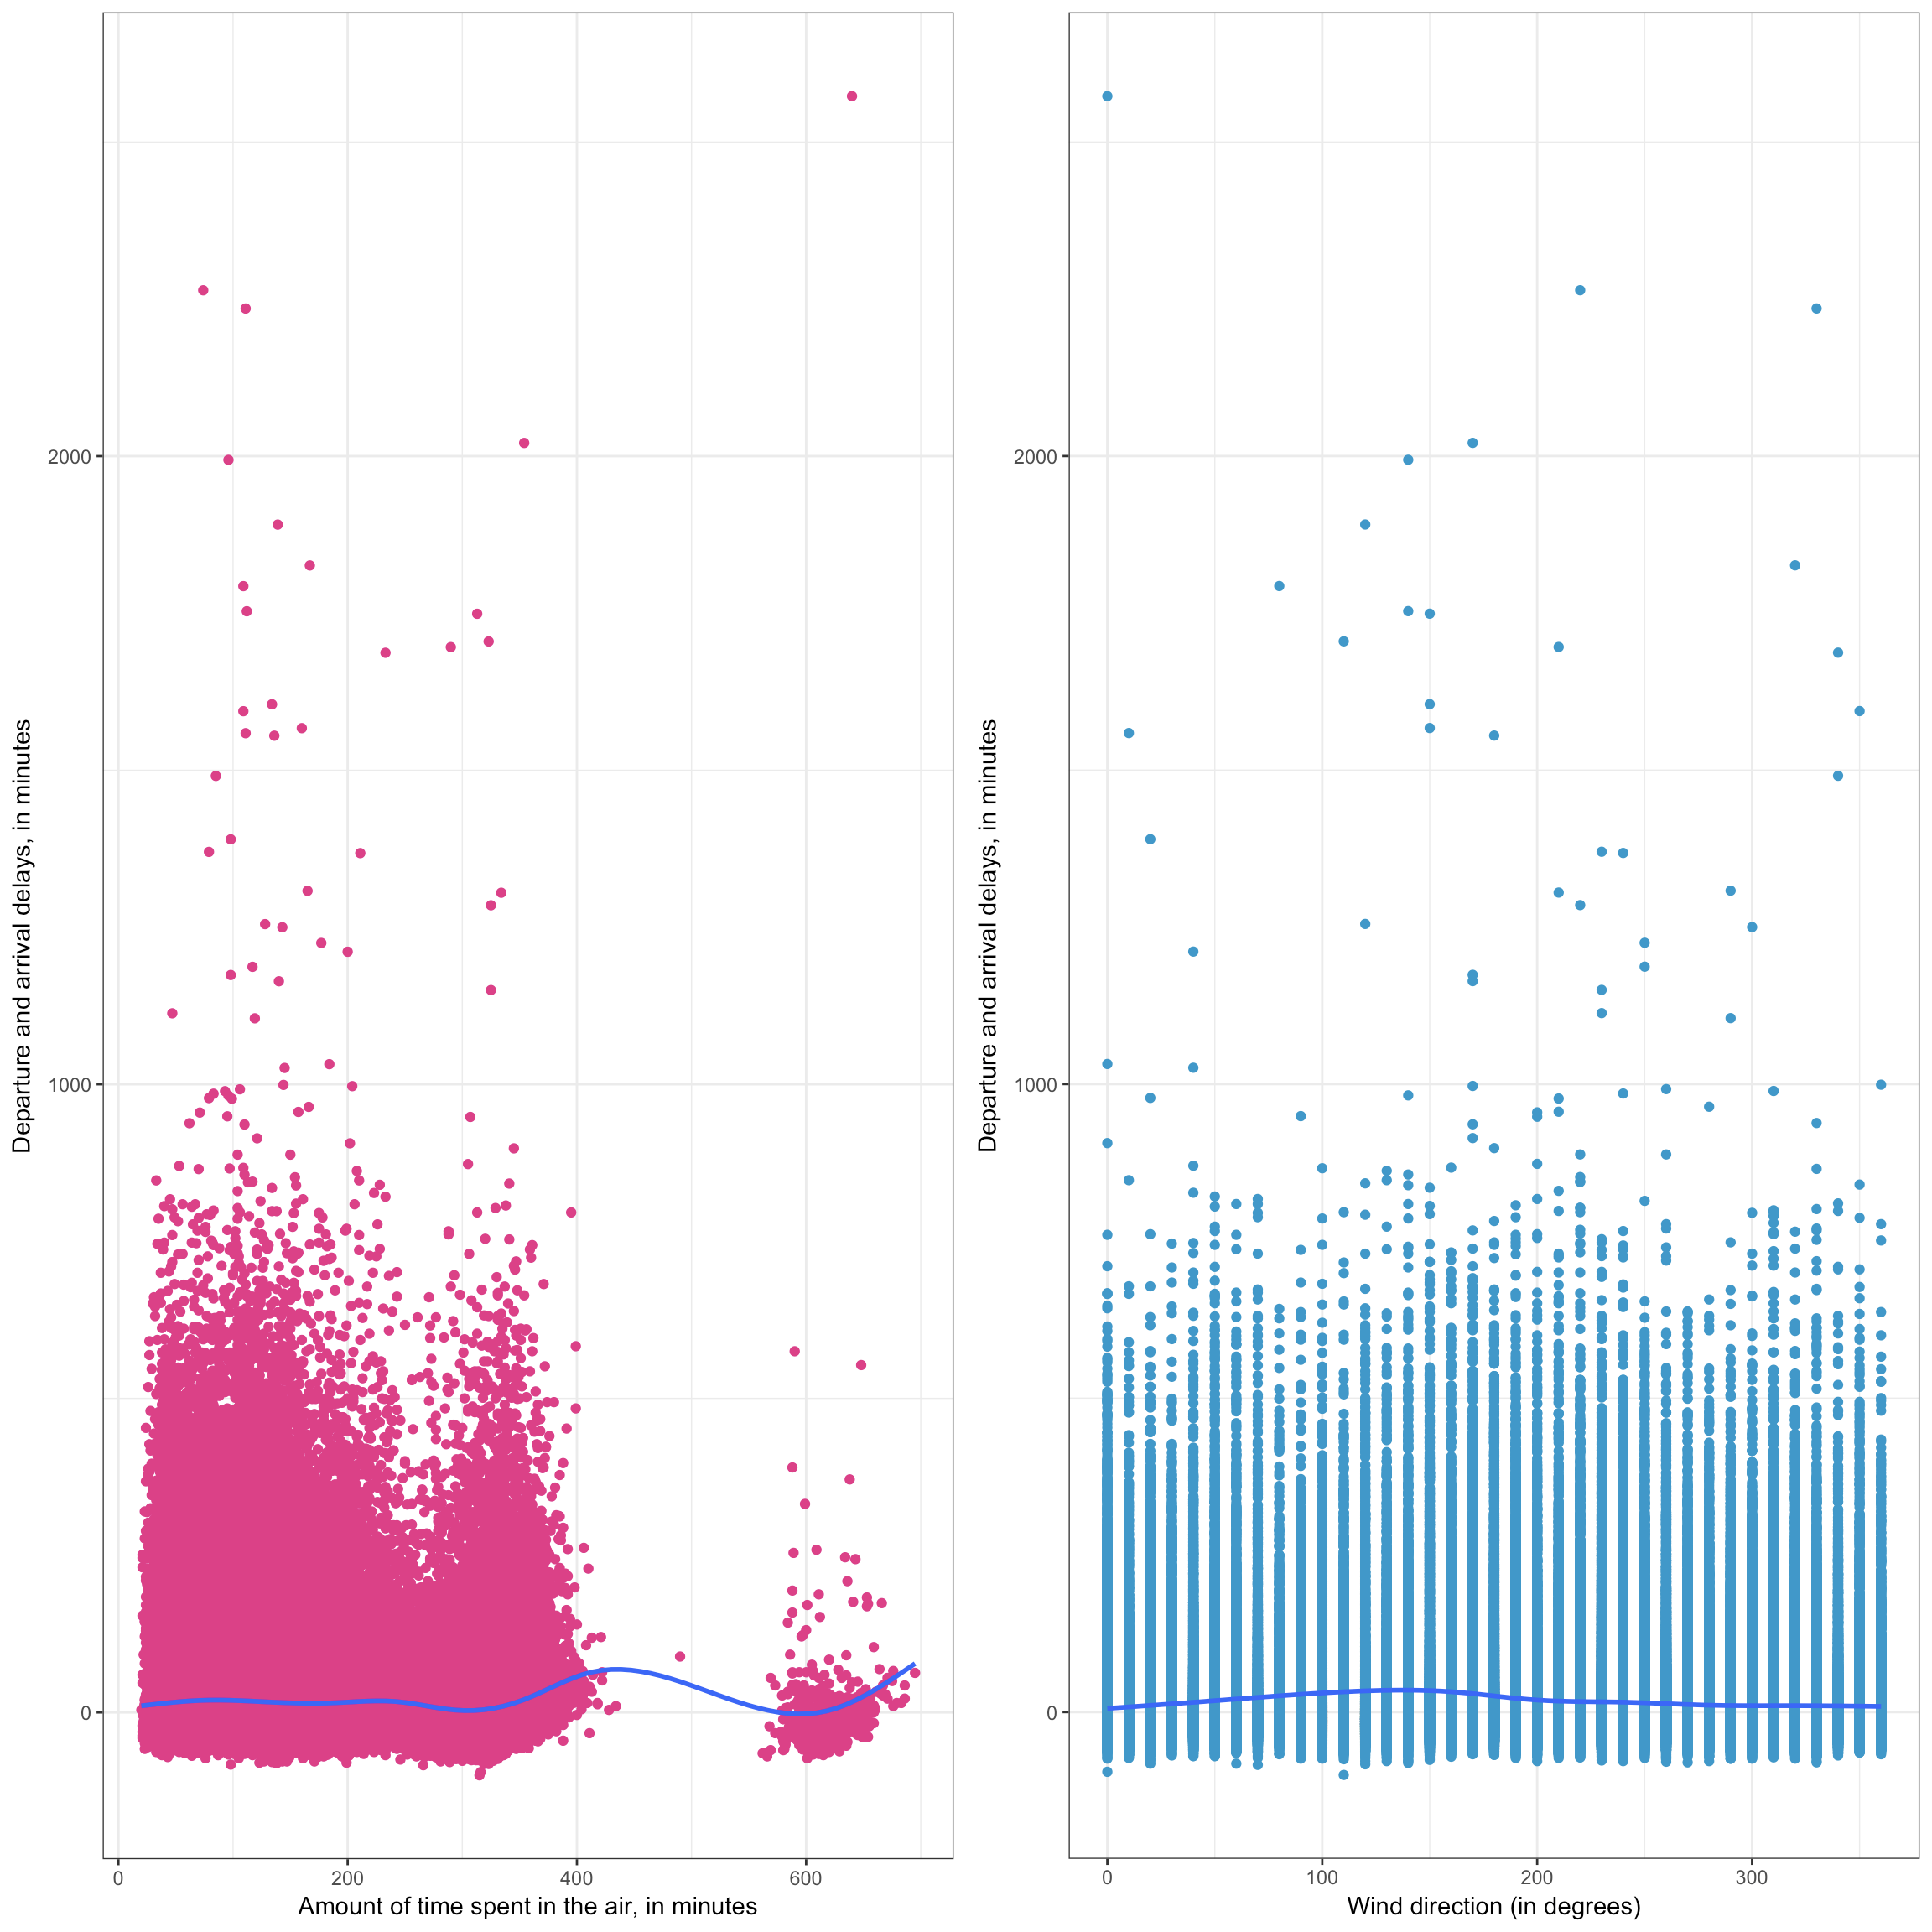 Departure and arrival delays, in minutes
2000
1000
0
0 200 400 600
Amount of time spent in the air, in minutes
Departure and arrival delays, in minutes
2000
1000
0
0 100 200 300
Wind direction (in degrees)